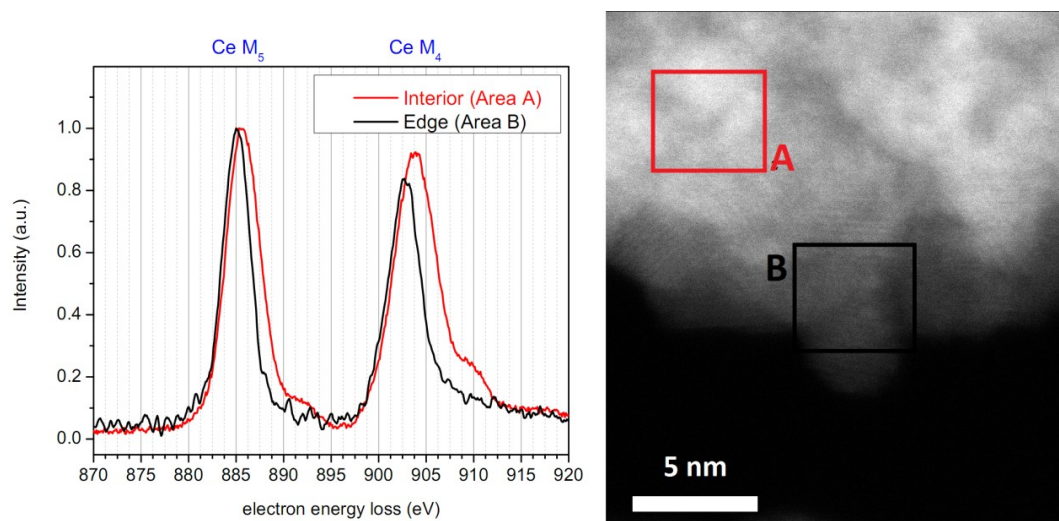 Ce M5 Ce M4
Interior (Area A)
Edge (Area B)
Intensity (a.u.)
1.0
0.8
0.6
0.4
0.2
0.0
870 875 880 885 890 895 900 905 910 915 920
electron energy loss (eV)
A
B
5 nm